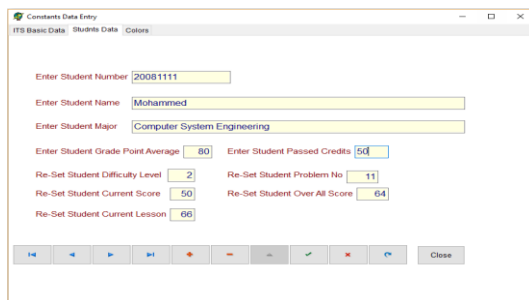 Constants Data Entry
ITS Basic Data Studnts Data Colors
Enter Student Number 20081111
Enter Student Name Mohammed
Enter Student Major Computer System Engineering
Enter Student Grade Point Average 80 Enter Student Passed Credits 50
Re-Set Student Difficulty Level 2 Re-Set Student Problem No 11
Re-Set Student Current Score 50 Re-Set Student Over All Score 64
Re-Set Student Current Lesson 66
Close